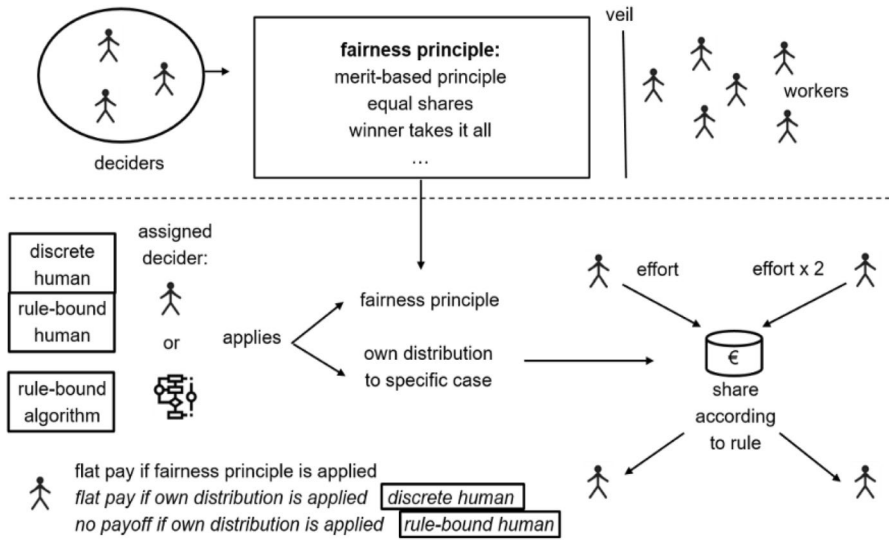 veil
fairness principle:
merit-based principle
equal shares
winner takes it all
...
deciders
workers
discrete
human
rule-bound
human
rule-bound
algorithm
assigned
decider:
or
applies
fairness principle
own distribution
to specific case
effort
effort x 2
€
share
according
to rule
flat pay if fairness principle is applied
flat pay if own distribution is applied discrete human
no payoff if own distribution is applied rule-bound human